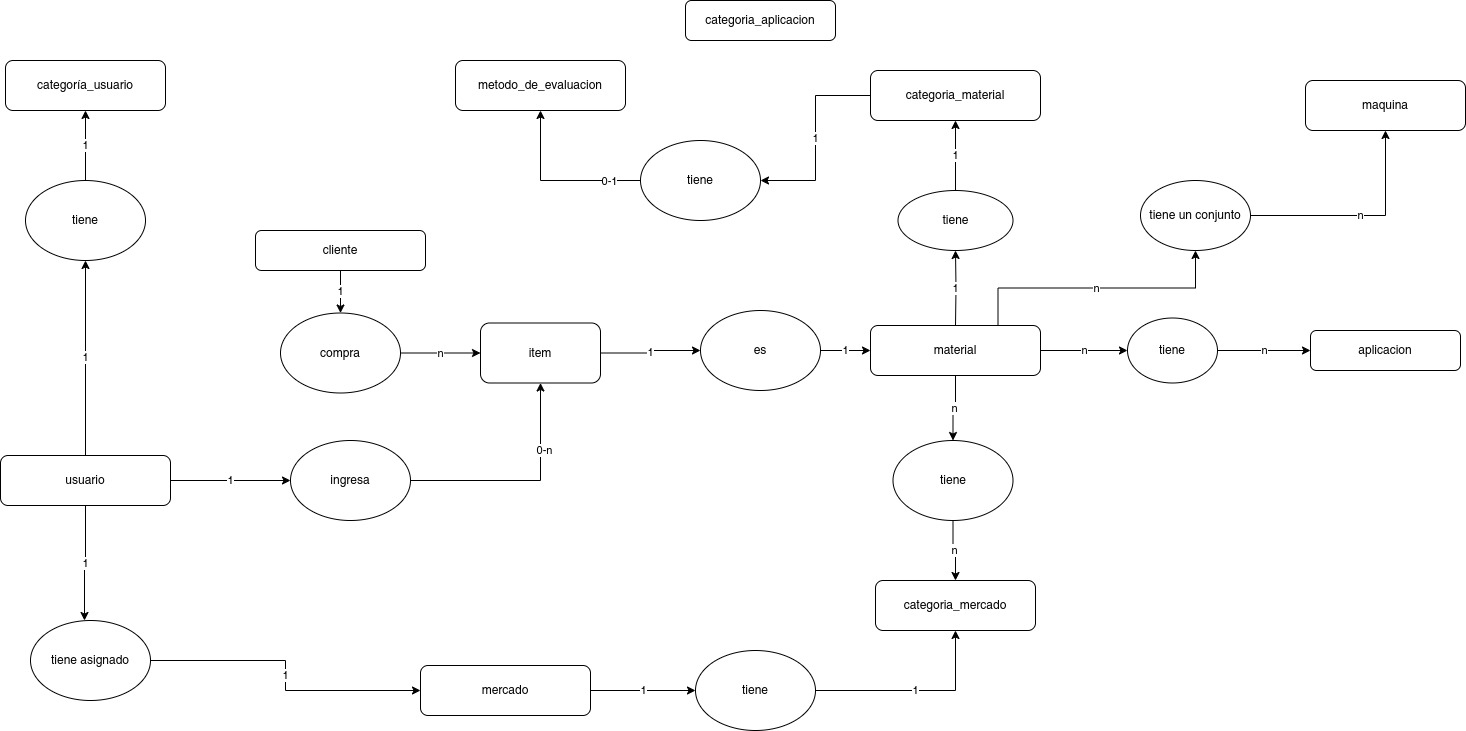 categoria_aplicacion
categoría_usuario
metodo_de_evaluacion
categoria_material
maquina
1
1
1
0-1
tiene
tiene
tiene
tiene un conjunto
n
cliente
1
1
n
compra
n
item
1
es
1
material
n
tiene
n
aplicacion
1
n
0-n
usuario
1
ingresa
tiene
n
1
categoria_mercado
tiene asignado
1
mercado
1
tiene
1